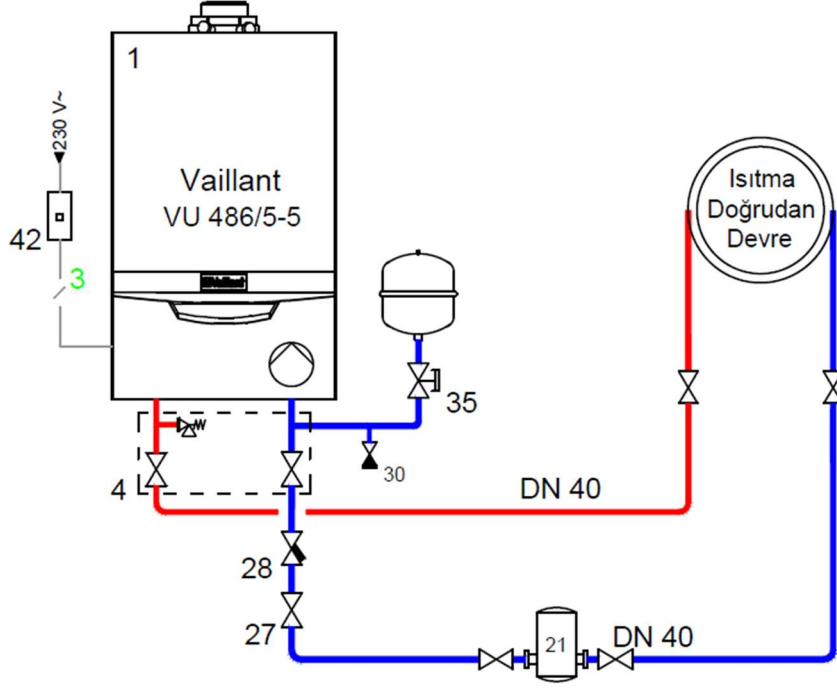 1
230 V~
Vaillant
VU 486/5-5
Isıtma
Doğrudan
Devre
42
3
Vaillant
35
4
30
DN 40
28
27
21
DN 40